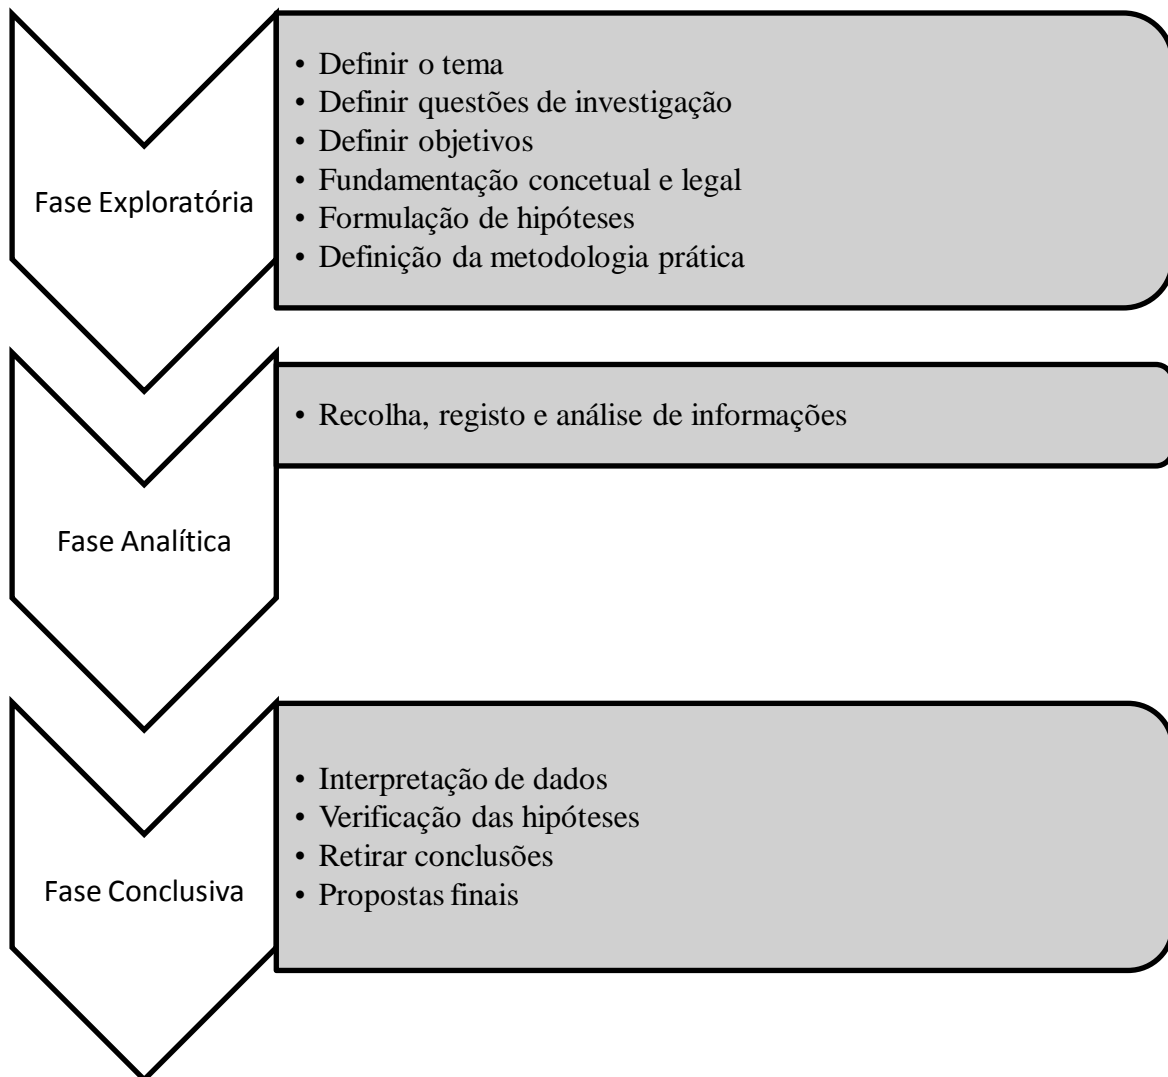 Fase Exploratória
• Definir o tema
• Definir questões de investigação
• Definir objetivos
• Fundamentação concetual e legal
• Formulação de hipóteses
• Definição da metodologia prática
Fase Analítica
• Recolha, registo e análise de informações
Fase Conclusiva
• Interpretação de dados
• Verificação das hipóteses
• Retirar conclusões
• Propostas finais